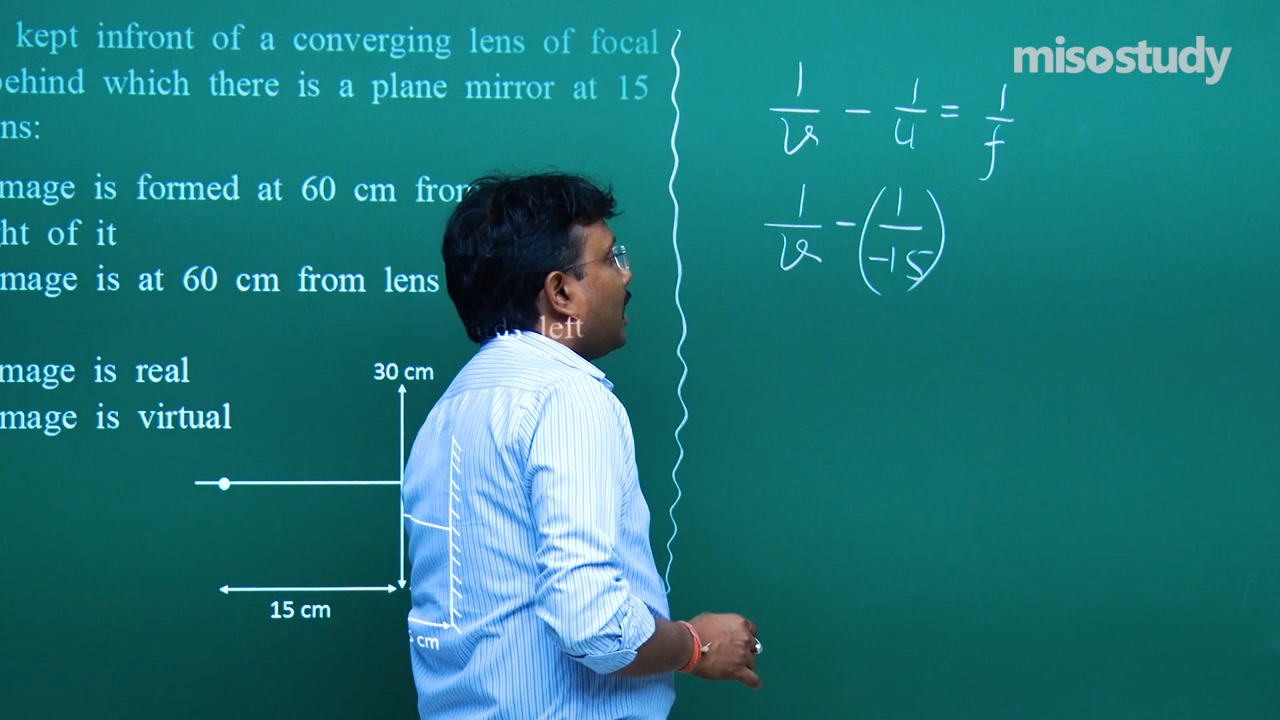 kept infront of a converging lens of focal
behind which there is a plane mirror at 15
ns:
mage is formed at 60 cm from
ht of it
mage is at 60 cm from lens
left
mage is real
mage is virtual
30 cm
15 cm
cm
misostudy
1/v - 1/u = 1/f
1/v - (1/-15)